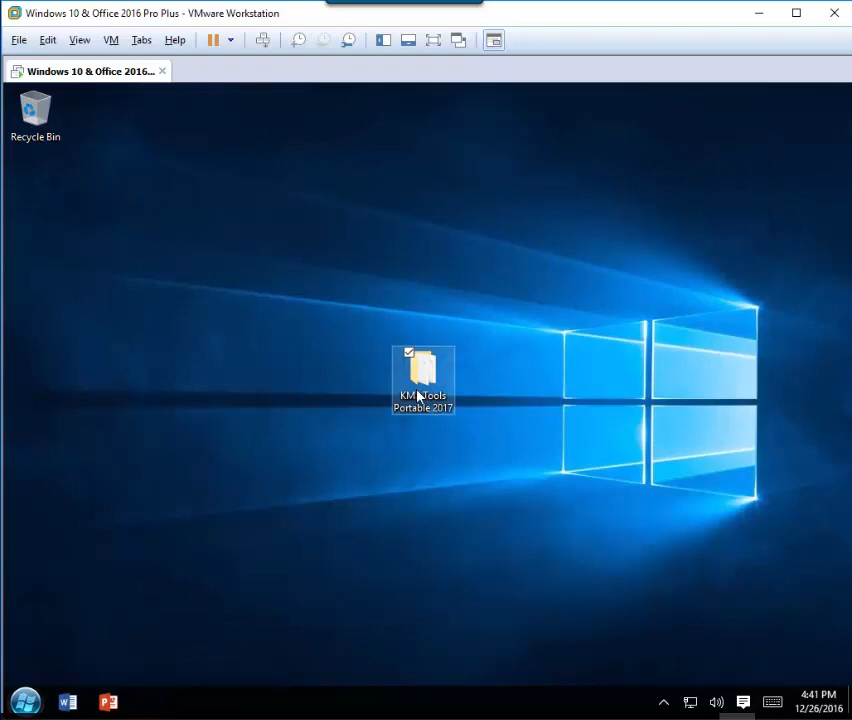 Windows 10 & Office 2016 Pro Plus - VMware Workstation
File Edit View VM Tabs Help
Windows 10 & Office 2016...
Recycle Bin
Tools
Portable 2017
4:41 PM
12/26/2016